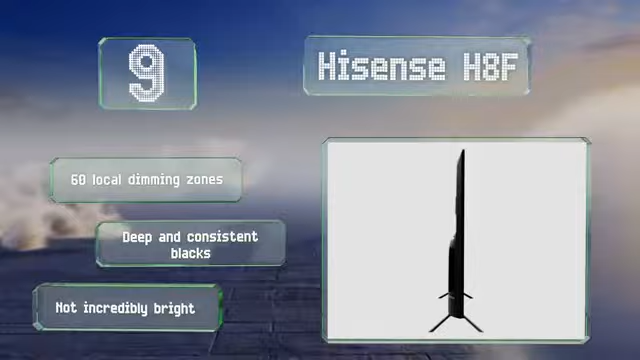 9
Hisense H8F
60 local dimming zones
Deep and consistent
blacks
Not incredibly bright